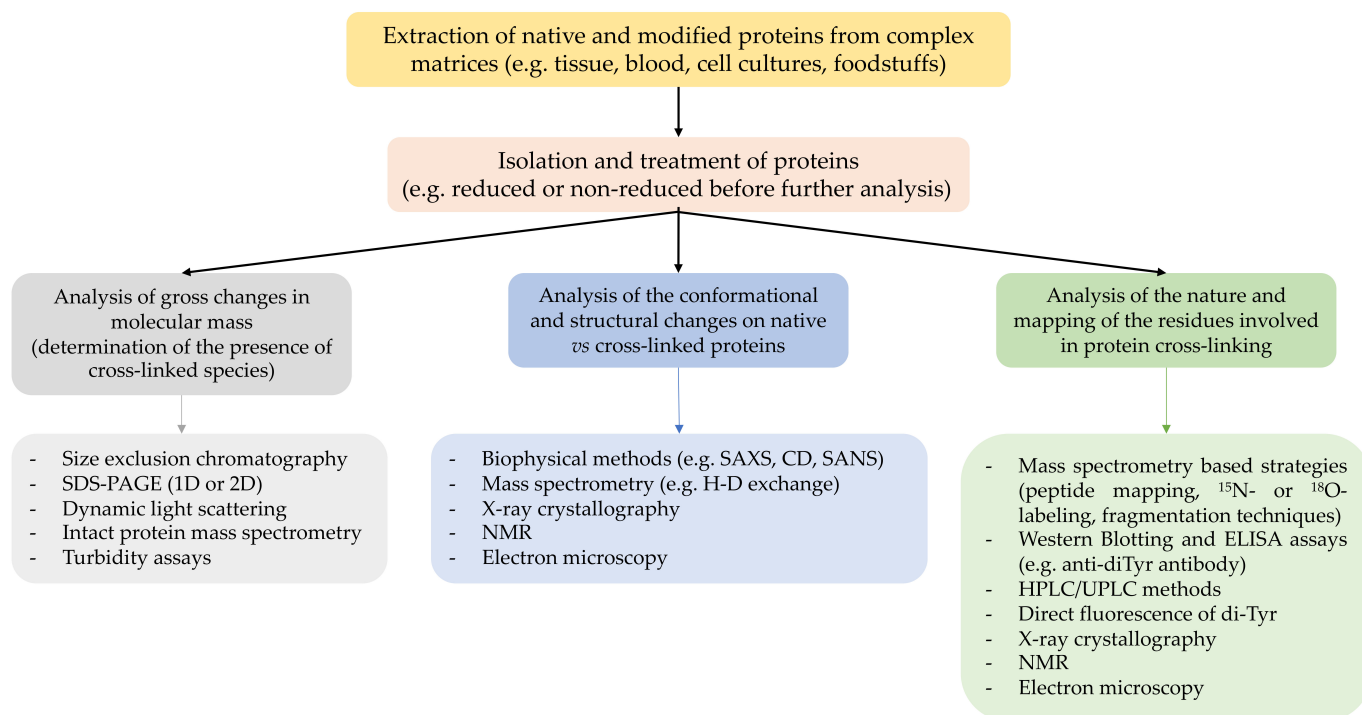 Extraction of native and modified proteins from complex
matrices (e.g. tissue, blood, cell cultures, foodstuffs)
Isolation and treatment of proteins
(e.g. reduced or non-reduced before further analysis)
Analysis of gross changes in
molecular mass
(determination of the presence of
cross-linked species)
Analysis of the conformational
and structural changes on native
vs cross-linked proteins
Analysis of the nature and
mapping of the residues involved
in protein cross-linking
- Size exclusion chromatography
- SDS-PAGE (1D or 2D)
- Dynamic light scattering
- Intact protein mass spectrometry
- Turbidity assays
- Biophysical methods (e.g. SAXS, CD, SANS)
- Mass spectrometry (e.g. H-D exchange)
- X-ray crystallography
- NMR
- Electron microscopy
- Mass spectrometry based strategies
(peptide mapping, ¹⁵N- or ¹⁸O-
labeling, fragmentation techniques)
- Western Blotting and ELISA assays
(e.g. anti-diTyr antibody)
- HPLC/UPLC methods
- Direct fluorescence of di-Tyr
- X-ray crystallography
- NMR
- Electron microscopy